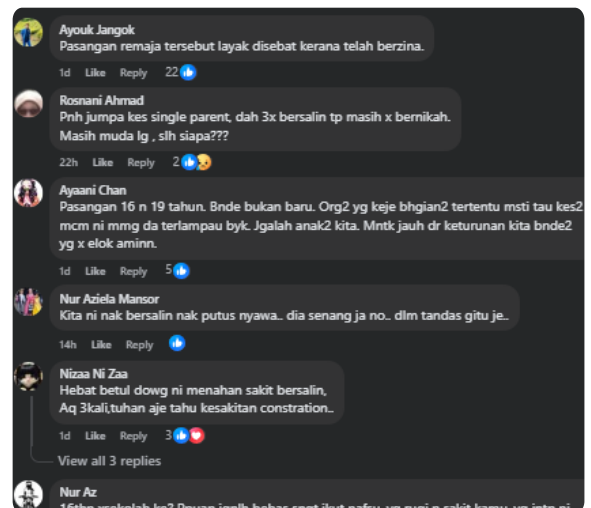 Ayouk Jangok
Pasangan remaja tersebut layak disebat kerana telah berzina.
1d Like Reply 22
Rosnani Ahmad
Pnh jumpa kes single parent, dah 3x bersalin tp masih x bernikah.
Masih muda lg , slh siapa???
22h Like Reply 2
Ayaani Chan
Pasangan 16 n 19 tahun. Bnde bukan baru. Org2 yg keje bhgian2 tertentu msti tau kes2
mcm ni mmg da terlampau byk. Jgalah anak2 kita. Mntk jauh dr keturunan kita bnde2
yg x elok aminn.
1d Like Reply 5
Nur Aziela Mansor
Kita ni nak bersalin nak putus nyawa.. dia senang ja no.. dlm tandas gitu je..
14h Like Reply
Nizaa Ni Zaa
Hebat betul dowg ni menahan sakit bersalin,
Aq 3kali,tuhan aje tahu kesakitan constration..
1d Like Reply 3
View all 3 replies
Nur Az